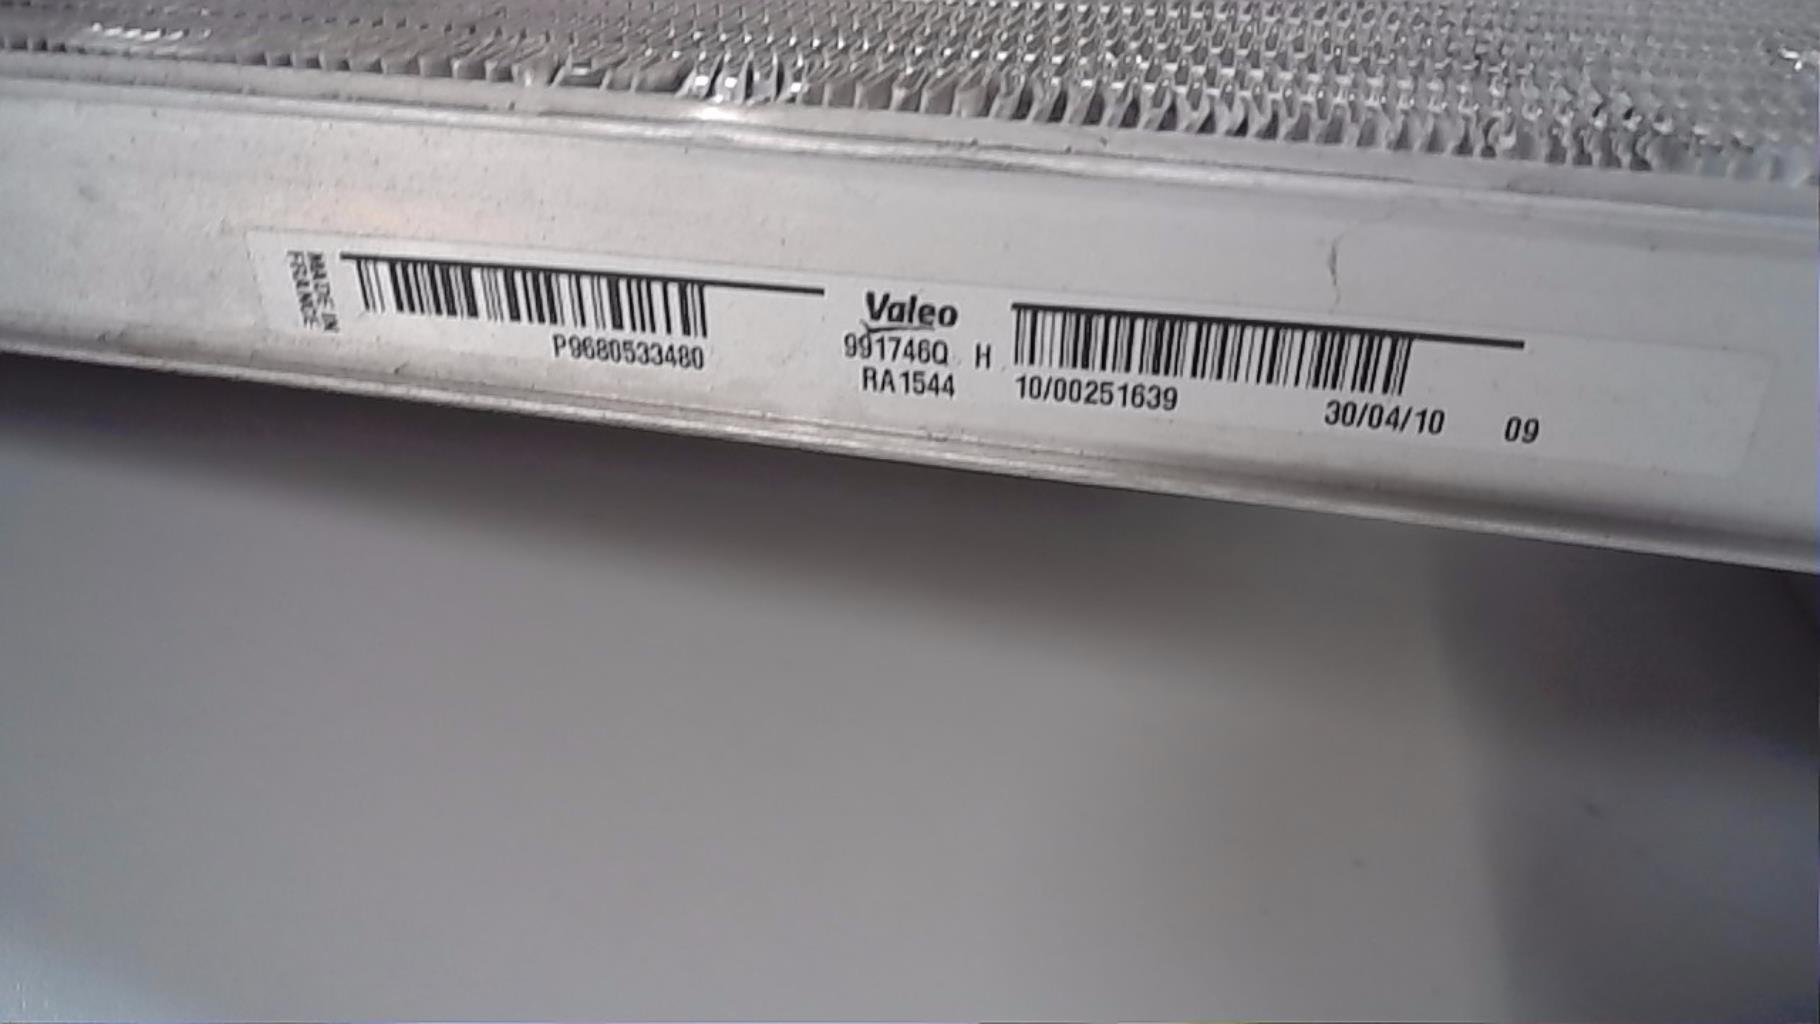 MADE IN
FRANCE
P9680533480
Valeo
991746Q H
RA1544
10/00251639
30/04/10 09